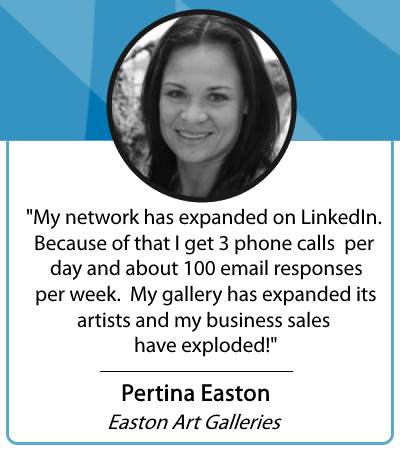 "My network has expanded on LinkedIn.
Because of that I get 3 phone calls per
day and about 100 email responses
per week. My gallery has expanded its
artists and my business sales
have exploded!"
Pertina Easton
Easton Art Galleries